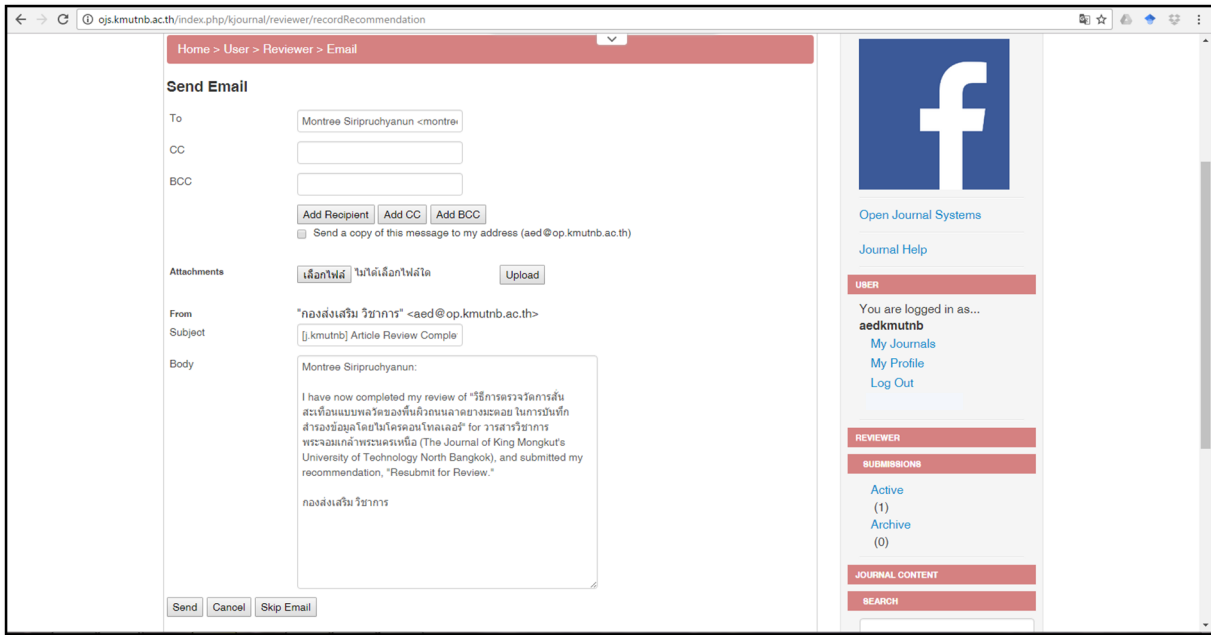 ojs.kmutnb.ac.th/index.php/kjournal/reviewer/recordRecommendation
Home > User > Reviewer > Email
Send Email
To
Montree Siripruchyanun <montre
CC
BCC
Add Recipient Add CC Add BCC
Send a copy of this message to my address (aed@op.kmutnb.ac.th)
Attachments
เลือกไฟล์ ไม่ได้เลือกไฟล์ใด Upload
From
"กองส่งเสริม วิชาการ" <aed@op.kmutnb.ac.th>
Subject
[j.kmutnb] Article Review Comple
Body
Montree Siripruchyanun:
I have now completed my review of "วิธีการตรวจวัดการสั่น
สะเทือนแบบพลวัตของพื้นผิวถนนลาดยางมะตอย ในการบันทึก
สำรองข้อมูลโดยไมโครคอนโทลเลอร์" for วารสารวิชาการ
พระจอมเกล้าพระนครเหนือ (The Journal of King Mongkut's
University of Technology North Bangkok), and submitted my
recommendation, "Resubmit for Review."
กองส่งเสริม วิชาการ
Send Cancel Skip Email
f
Open Journal Systems
Journal Help
USER
You are logged in as...
aedkmutnb
My Journals
My Profile
Log Out
REVIEWER
SUBMISSIONS
Active
(1)
Archive
(0)
JOURNAL CONTENT
SEARCH